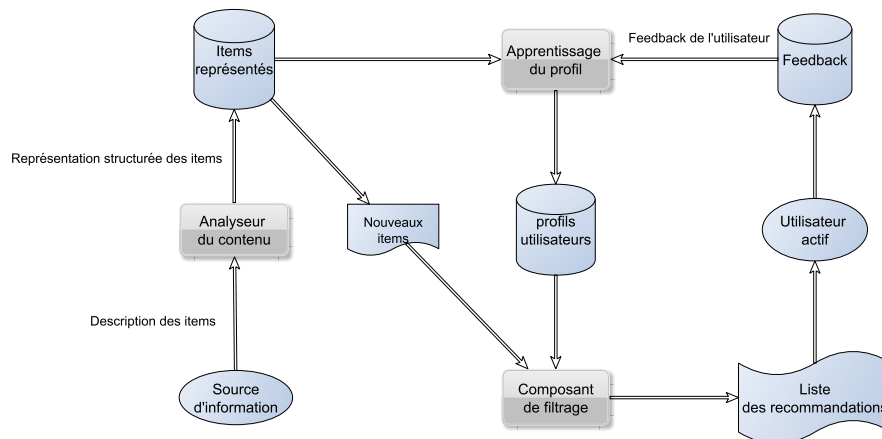 Items
représentés
Apprentissage
du profil
Feedback de l'utilisateur
Feedback
Représentation structurée des items
Analyseur
du contenu
Nouveaux
items
profils
utilisateurs
Utilisateur
actif
Description des items
Source
d'information
Composant
de filtrage
Liste
des recommandations